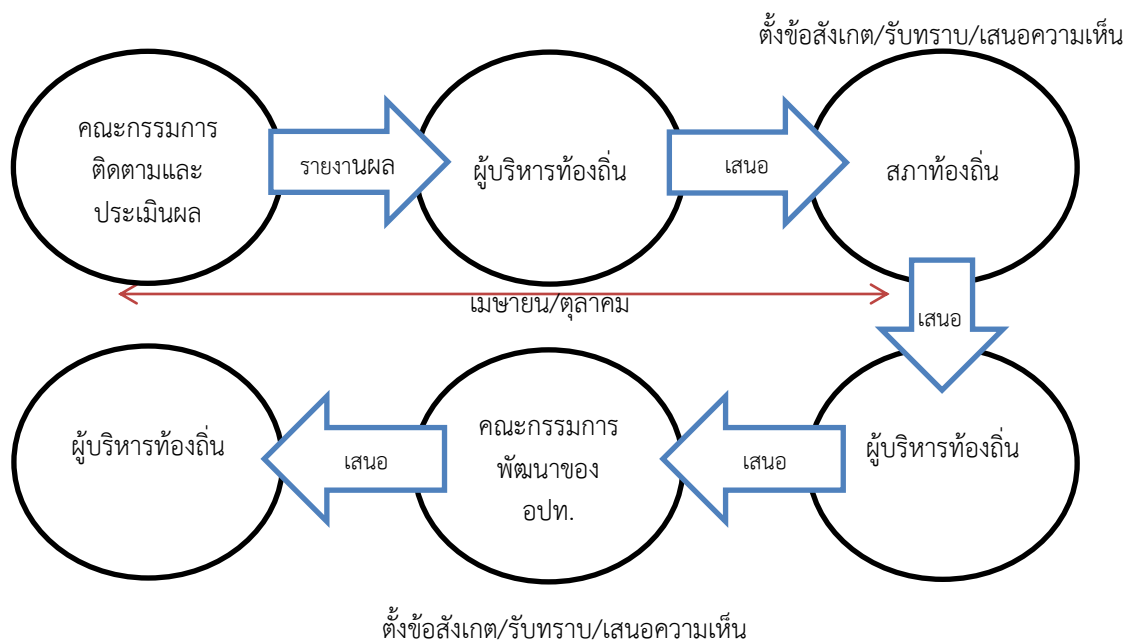 ตั้งข้อสังเกต/รับทราบ/เสนอความเห็น
คณะกรรมการ
ติดตามและ
ประเมินผล
รายงานผล
ผู้บริหารท้องถิ่น
เสนอ
สภาท้องถิ่น
เมษายน/ตุลาคม
เสนอ
ผู้บริหารท้องถิ่น
เสนอ
คณะกรรมการ
พัฒนาของ
อปท.
เสนอ
ผู้บริหารท้องถิ่น
ตั้งข้อสังเกต/รับทราบ/เสนอความเห็น